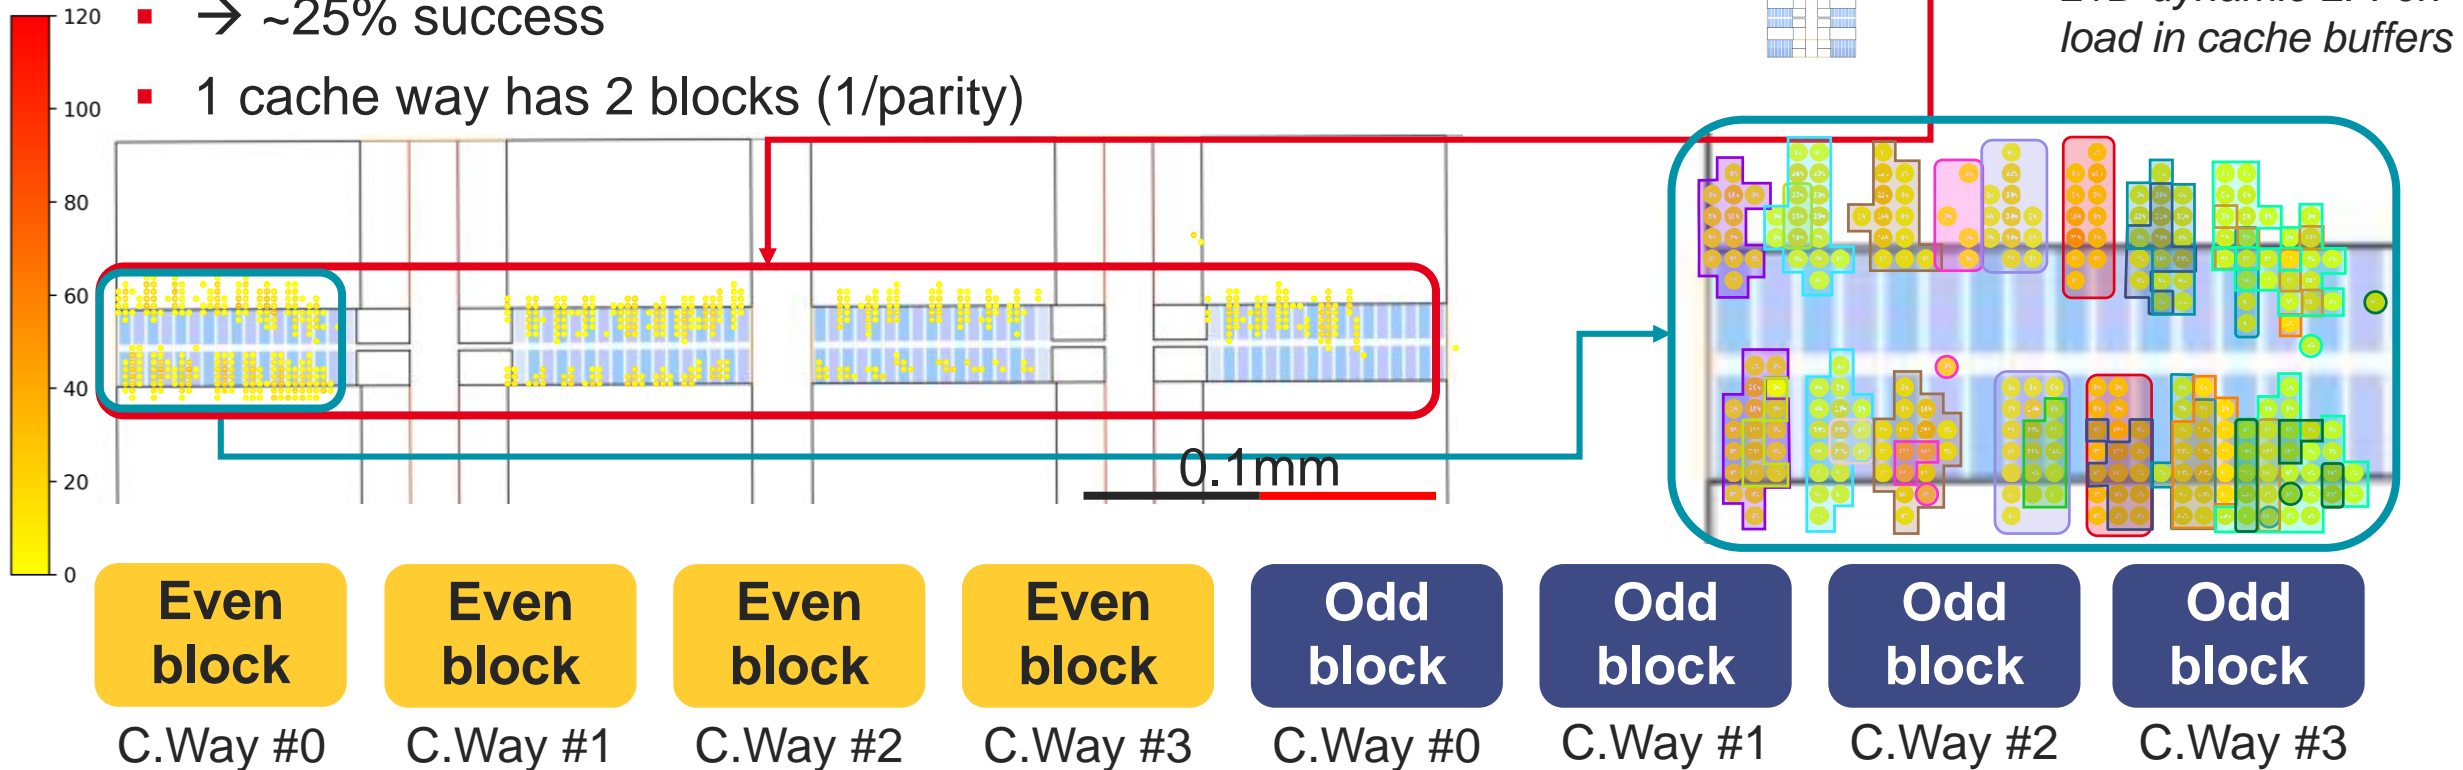 → ~25% success
load in cache buffers
1 cache way has 2 blocks (1/parity)
120
100
80
60
40
20
0
0.1mm
Even block
Even block
Even block
Even block
Odd block
Odd block
Odd block
Odd block
C.Way #0
C.Way #1
C.Way #2
C.Way #3
C.Way #0
C.Way #1
C.Way #2
C.Way #3